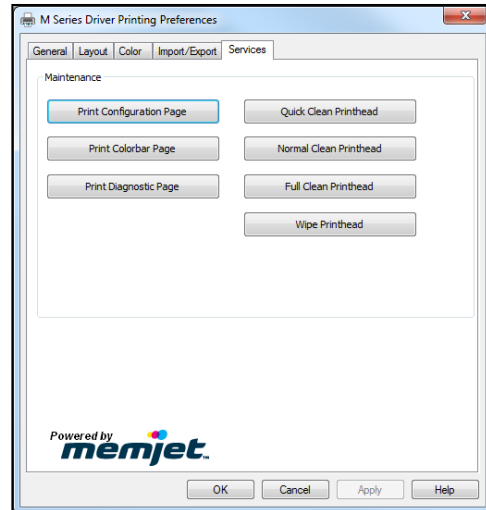 M Series Driver Printing Preferences
General Layout Color Import/Export Services
Maintenance
Print Configuration Page Quick Clean Printhead
Print Colorbar Page Normal Clean Printhead
Print Diagnostic Page Full Clean Printhead
Wipe Printhead
Powered by
memjet™
OK Cancel Apply Help